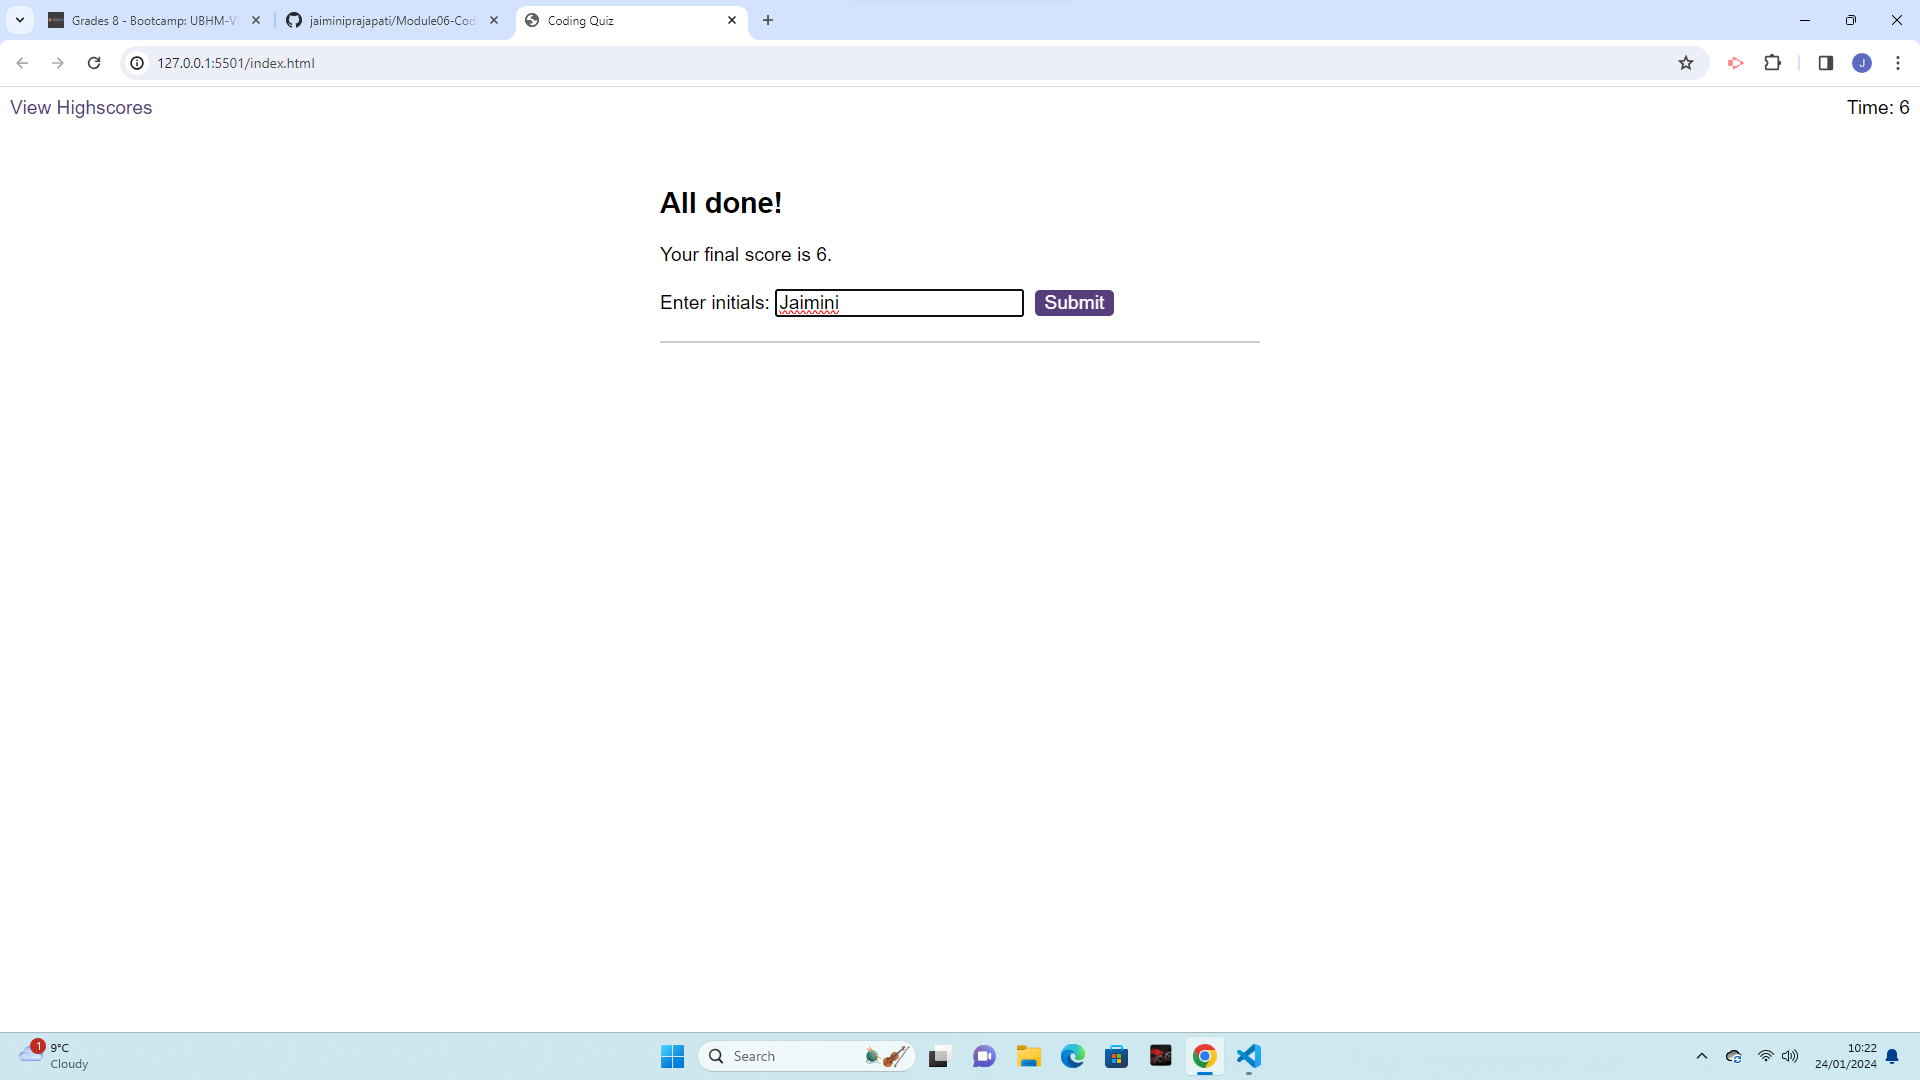 Grades 8 - Bootcamp: UBHM-V
jaiminiprajapati/Module06-Cod
Coding Quiz
127.0.0.1:5501/index.html
J
View Highscores
Time: 6
All done!
Your final score is 6.
Enter initials: Jaimini Submit
1
9°C
Cloudy
Search
10:22
24/01/2024